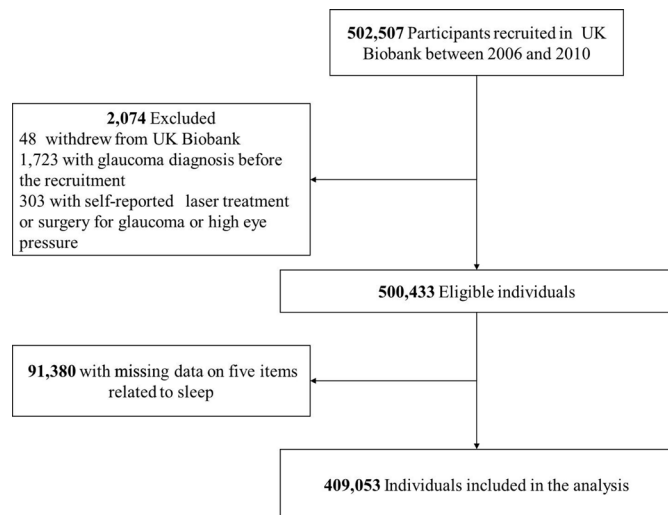 502,507 Participants recruited in UK
Biobank between 2006 and 2010
2,074 Excluded
48 withdrew from UK Biobank
1,723 with glaucoma diagnosis before
the recruitment
303 with self-reported laser treatment
or surgery for glaucoma or high eye
pressure
500,433 Eligible individuals
91,380 with missing data on five items
related to sleep
409,053 Individuals included in the analysis